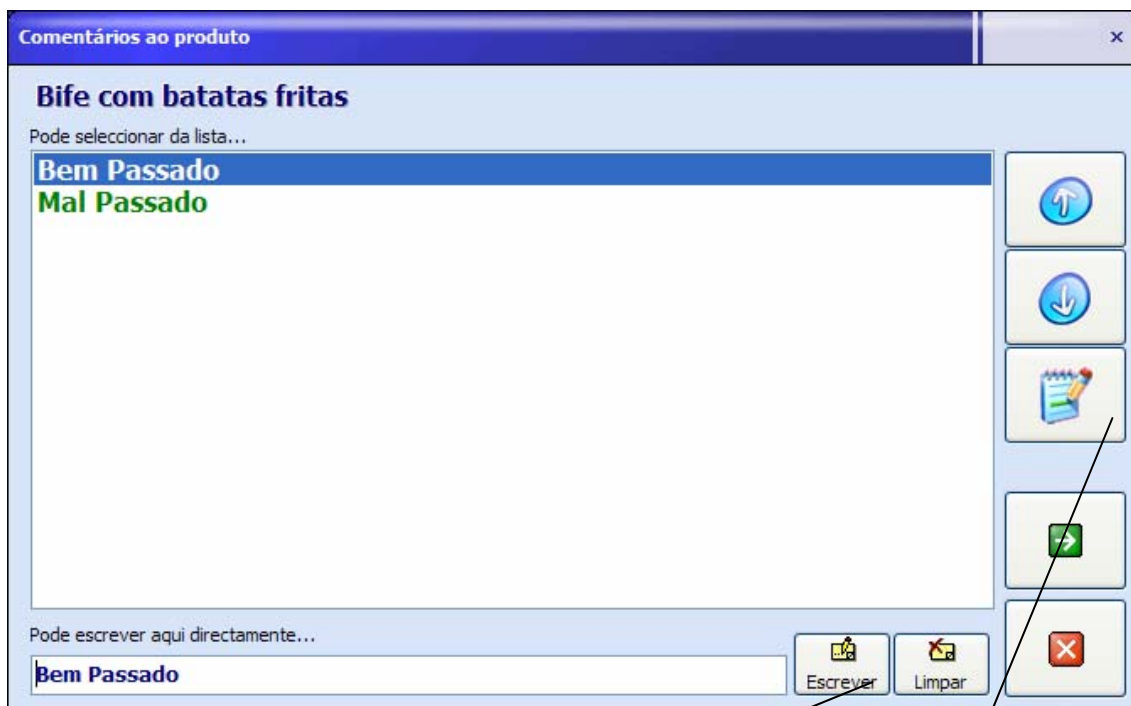 Comentários ao produto
Bife com batatas fritas
Pode seleccionar da lista...
Bem Passado
Mal Passado
Pode escrever aqui directamente...
Bem Passado
Escrever
Limpar